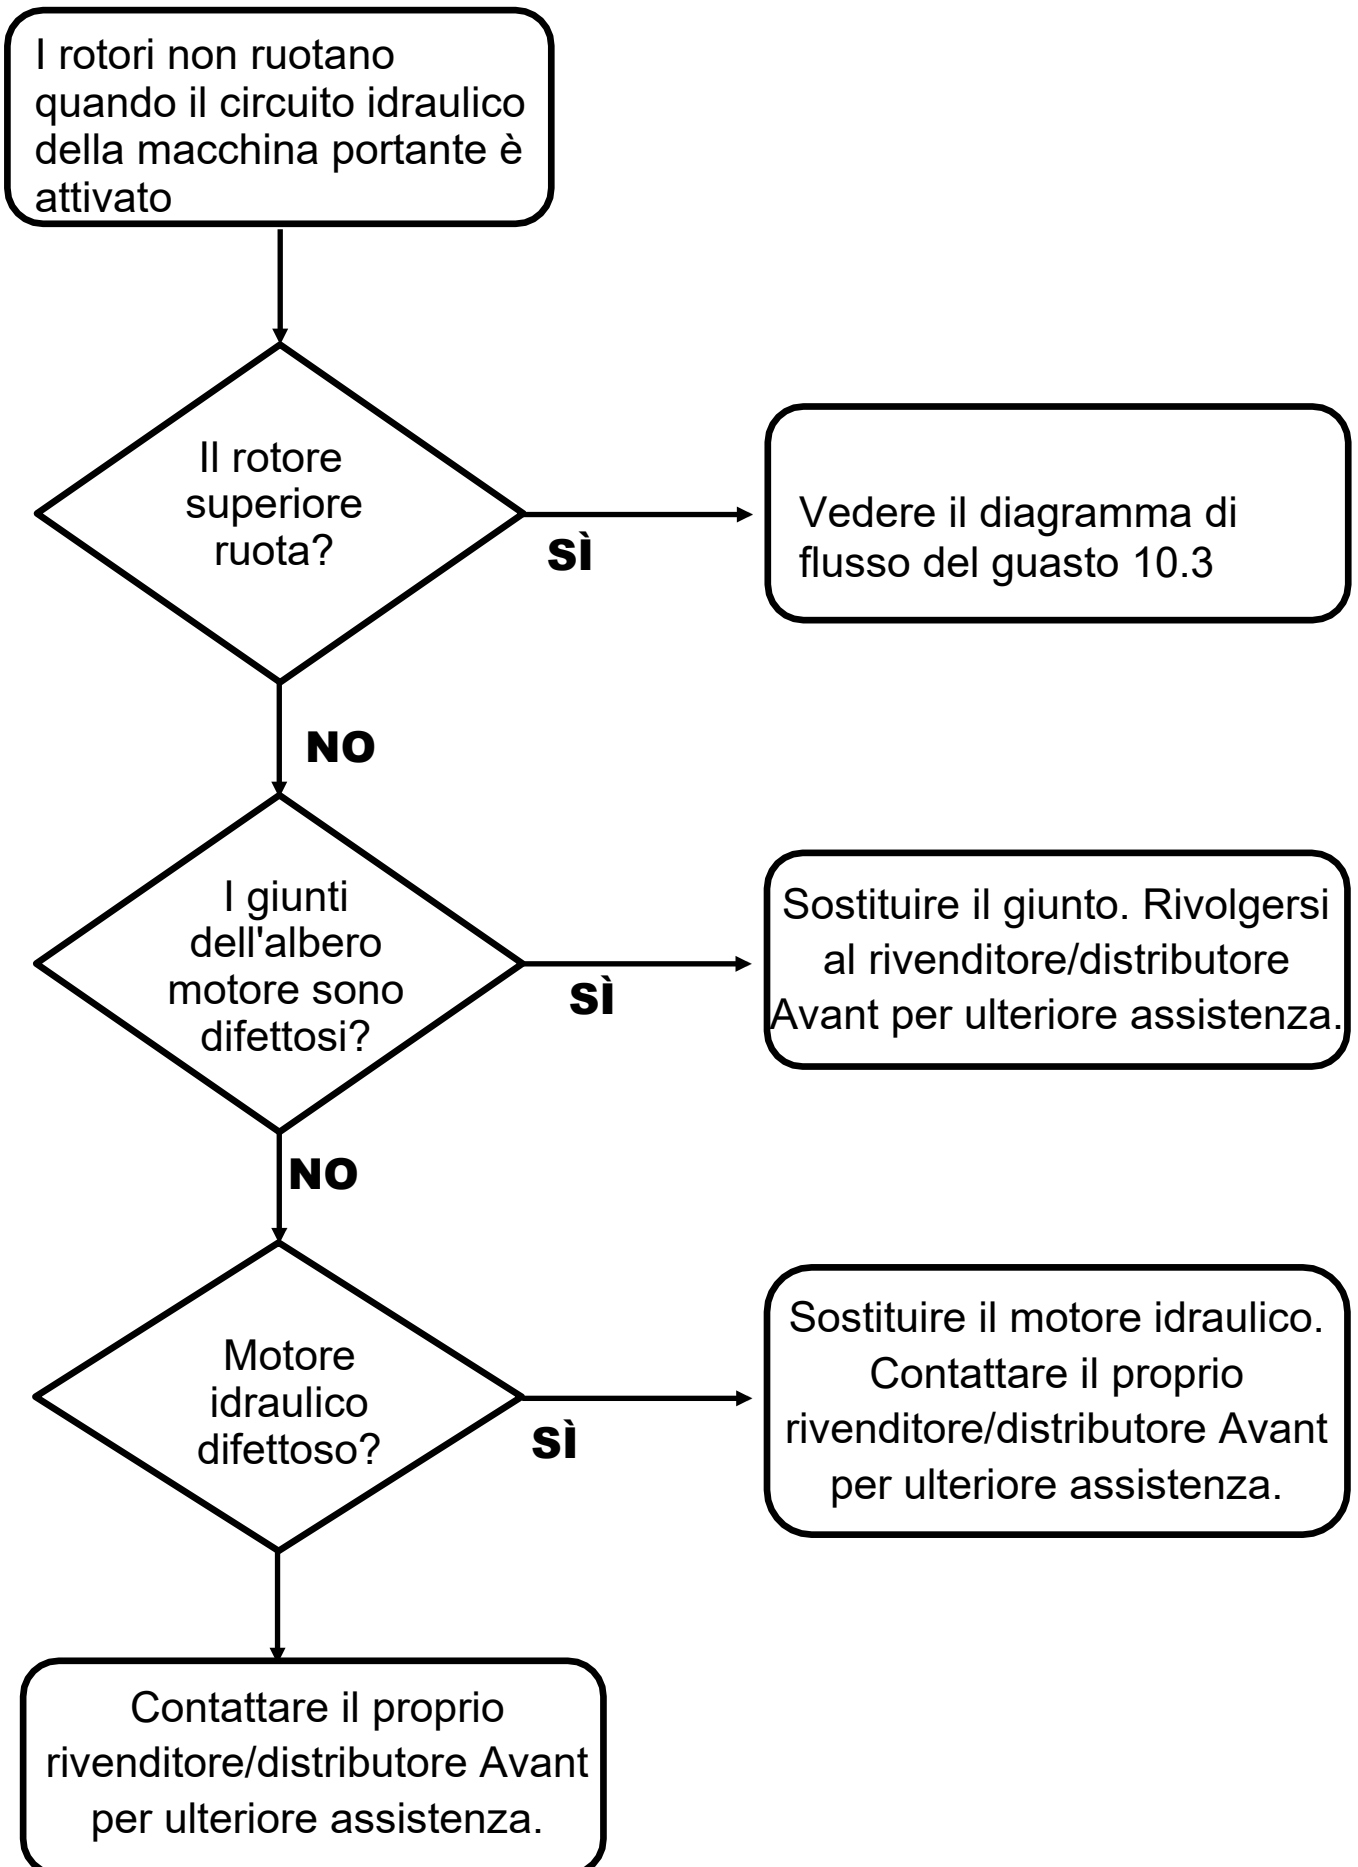 I rotori non ruotano
quando il circuito idraulico
della macchina portante è
attivato
Il rotore
superiore
ruota?
SÌ
Vedere il diagramma di
flusso del guasto 10.3
NO
I giunti
dell'albero
motore sono
difettosi?
SÌ
Sostituire il giunto. Rivolgersi
al rivenditore/distributore
Avant per ulteriore assistenza.
NO
Motore
idraulico
difettoso?
SÌ
Sostituire il motore idraulico.
Contattare il proprio
rivenditore/distributore Avant
per ulteriore assistenza.
Contattare il proprio
rivenditore/distributore Avant
per ulteriore assistenza.